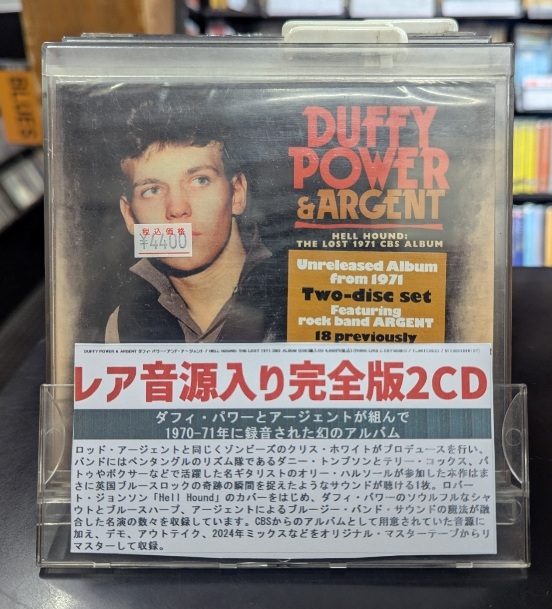 BLUES
DUFFY
POWER
&ARGENT
HELL HOUND:
THE LOST 1971 CBS ALBUM
税込価格
¥4400
Unreleased Album
from 1971
Two-disc set
Featuring
rock band ARGENT
18 previously
レア音源入り完全版2CD
ダフィ・パワーとアージェントが組んで
1970-71年に録音された幻のアルバム
ロッド・アージェントと同じくゾンビーズのクリス・ホワイトがプロデュースを行い、
バンドにはペンタングルのリズム隊であるダニー・トンプソンとテリー・コックス、パ
トゥやボクサーなどで活躍した名ギタリストのオリー・ハルソールが参加した本作はまさ
に英国ブルースロックの奇跡の瞬間を捉えたようなサウンドが聴ける1枚。ロバー
ト・ジョンソン「Hell Hound」のカバーをはじめ、ダフィ・パワーのソウルフルなシャ
ウトとブルースハープ、アージェントによるブルージー・バンド・サウンドの魔法が融
合した名演の数々を収録しています。CBSからのアルバムとして用意されていた音源に
加え、デモ、アウトテイク、2024年ミックスなどをオリジナル・マスターテープからリ
マスターして収録。